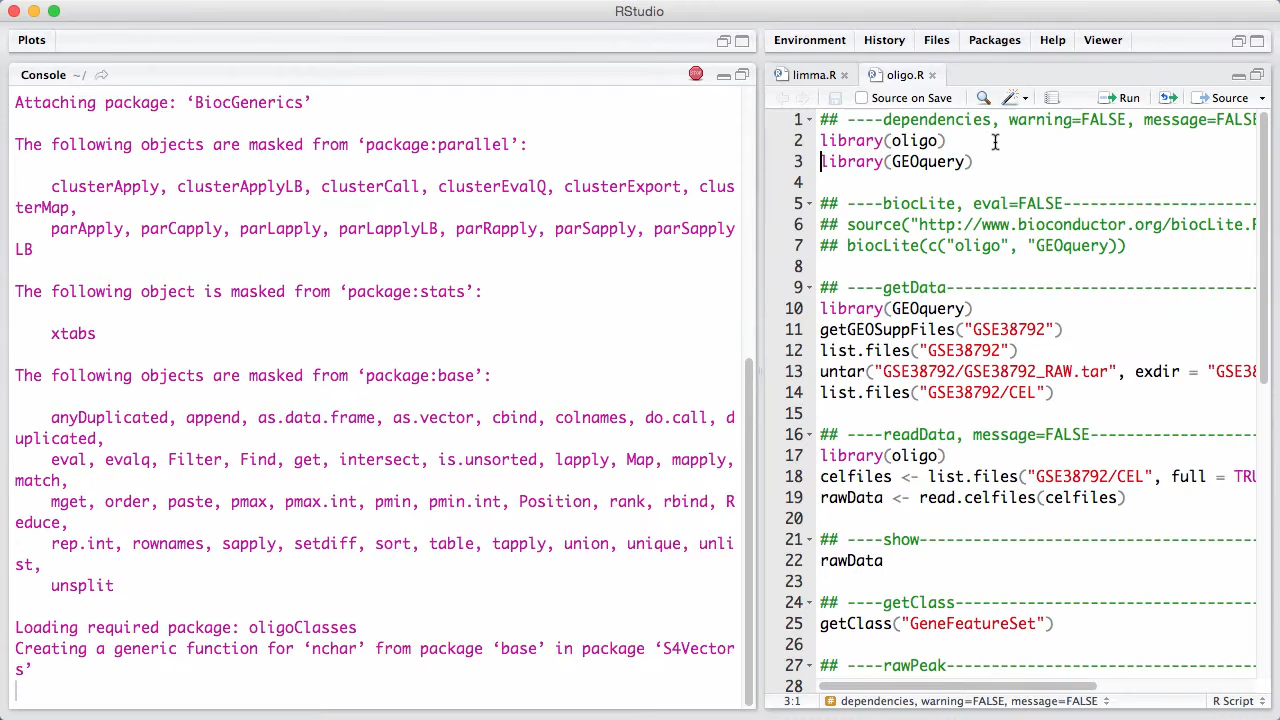 RStudio
Plots
Console ~/
Attaching package: ‘BiocGenerics’
The following objects are masked from ‘package:parallel’:
clusterApply, clusterApplyLB, clusterCall, clusterEvalQ, clusterExport, clus
terMap,
parApply, parCapply, parLapply, parLapplyLB, parRapply, parSapply, parSapply
LB
The following object is masked from ‘package:stats’:
xtabs
The following objects are masked from ‘package:base’:
anyDuplicated, append, as.data.frame, as.vector, cbind, colnames, do.call, d
uplicated,
eval, evalq, Filter, Find, get, intersect, is.unsorted, lapply, Map, mapply,
match,
mget, order, paste, pmax, pmax.int, pmin, pmin.int, Position, rank, rbind, R
educe,
rep.int, rownames, sapply, setdiff, sort, table, tapply, union, unique, unli
st,
unsplit
Loading required package: oligoClasses
Creating a generic function for ‘nchar’ from package ‘base’ in package ‘S4Vector
s’
Environment History Files Packages Help Viewer
limma.R oligo.R
Source on Save Run Source
1 ## ----dependencies, warning=FALSE, message=FALSE
2 library(oligo)
3 library(GEOquery)
4
5 ## ----biocLite, eval=FALSE-----------------------
6 ## source("http://www.bioconductor.org/biocLite.R
7 ## biocLite(c("oligo", "GEOquery))
8
9 ## ----getData------------------------------------
10 library(GEOquery)
11 getGEOSuppFiles("GSE38792")
12 list.files("GSE38792")
13 untar("GSE38792/GSE38792_RAW.tar", exdir = "GSE38
14 list.files("GSE38792/CEL")
15
16 ## ----readData, message=FALSE--------------------
17 library(oligo)
18 celfiles <- list.files("GSE38792/CEL", full = TRU
19 rawData <- read.celfiles(celfiles)
20
21 ## ----show---------------------------------------
22 rawData
23
24 ## ----getClass-----------------------------------
25 getClass("GeneFeatureSet")
26
27 ## ----rawPeak------------------------------------
28
3:1 # dependencies, warning=FALSE, message=FALSE R Script